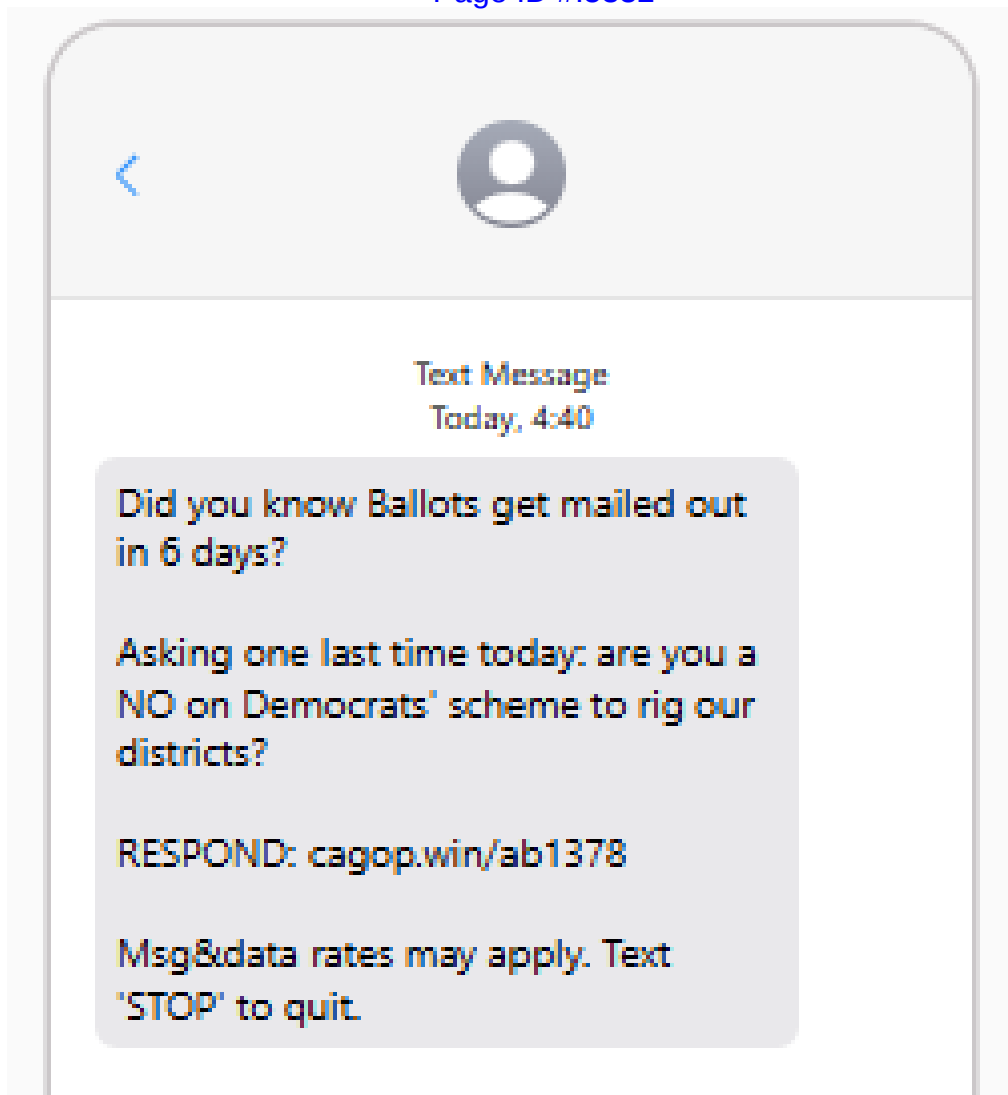 Text Message
Today, 4:40
Did you know Ballots get mailed out
in 6 days?
Asking one last time today: are you a
NO on Democrats' scheme to rig our
districts?
RESPOND: cagop.win/ab1378
Msg&data rates may apply. Text
'STOP' to quit.